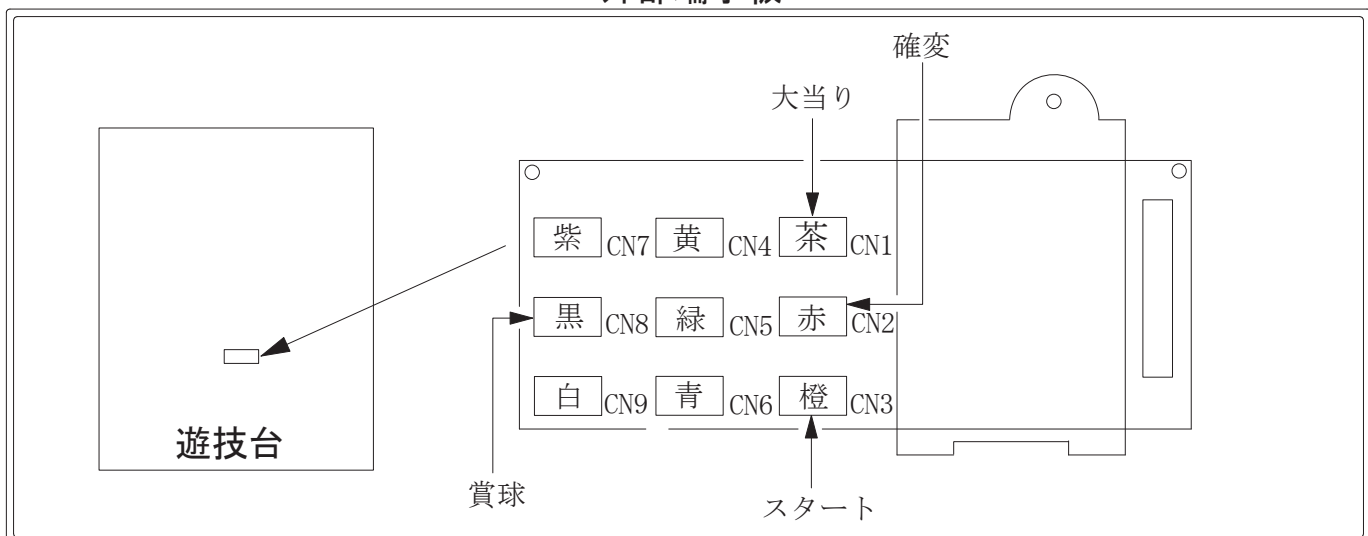 確変
大当り
紫 CN7 黄 CN4 茶 CN1
黒 CN8 緑 CN5 赤 CN2
白 CN9 青 CN6 橙 CN3
遊技台
賞球
スタート